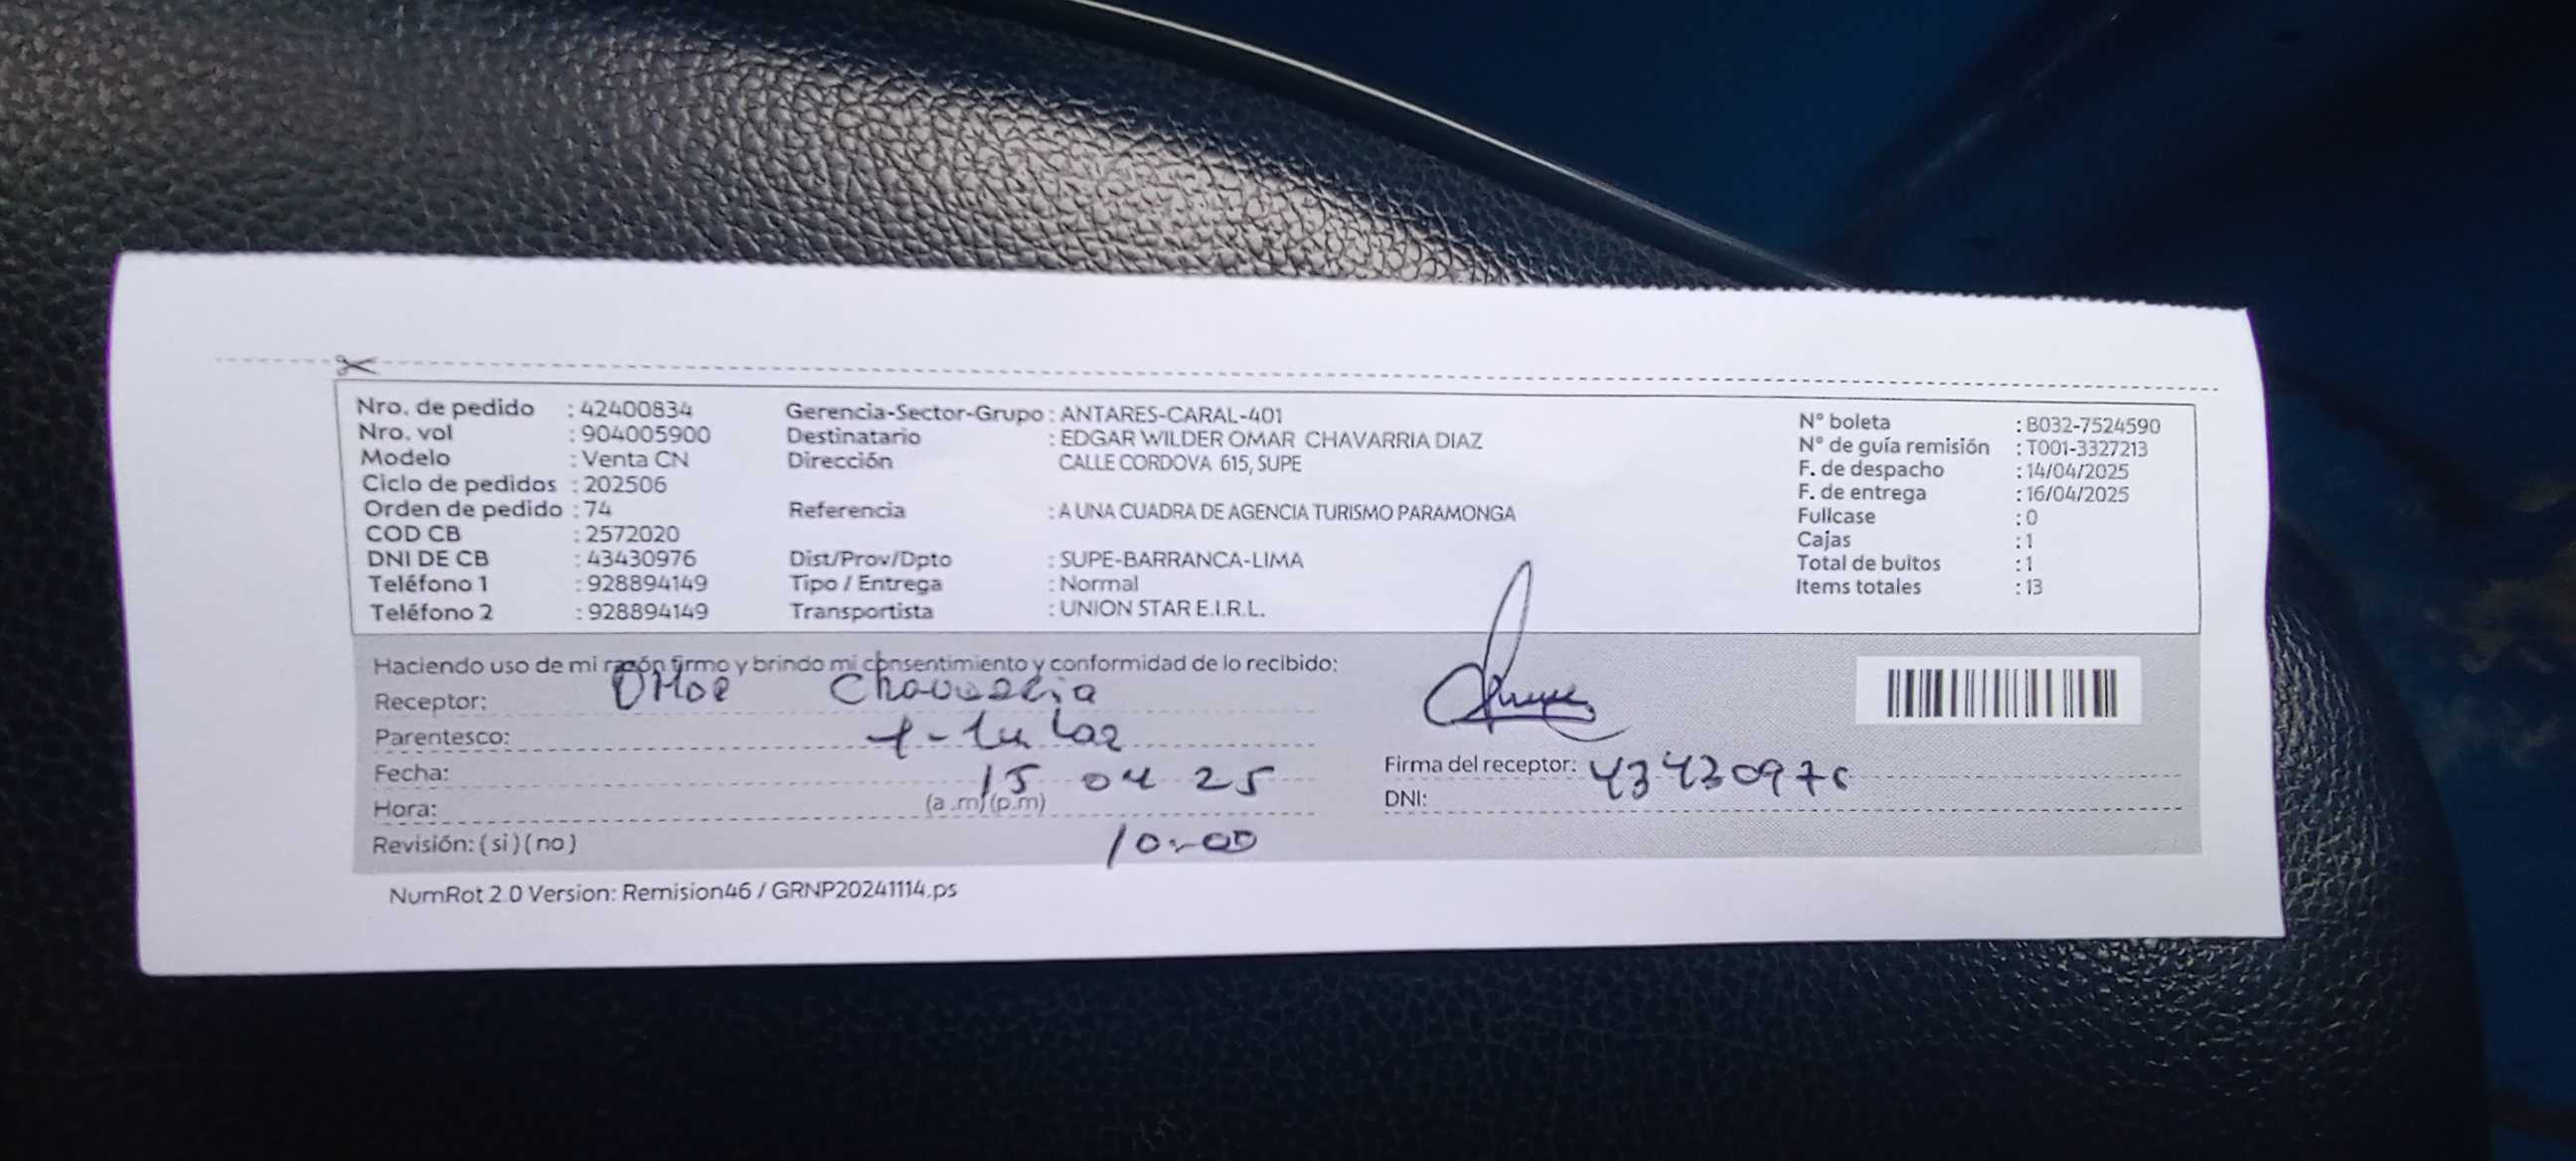 Nro. de pedido : 42400834
Nro. vol : 904005900
Modelo : Venta CN
Ciclo de pedidos : 202506
Orden de pedido : 74
COD CB : 2572020
DNI DE CB : 43430976
Teléfono 1 : 928894149
Teléfono 2 : 928894149
Gerencia-Sector-Grupo : ANTARES-CARAL-401
Destinatario : EDGAR WILDER OMAR CHAVARRIA DIAZ
Dirección CALLE CORDOVA 615, SUPE
Referencia : A UNA CUADRA DE AGENCIA TURISMO PARAMONGA
Dist/Prov/Dpto : SUPE-BARRANCA-LIMA
Tipo / Entrega : Normal
Transportista : UNION STAR E.I.R.L.
N° boleta : B032-7524590
N° de guía remisión : T001-3327213
F. de despacho : 14/04/2025
F. de entrega : 16/04/2025
Fullcase : 0
Cajas : 1
Total de bultos : 1
Items totales : 13
Haciendo uso de mi razón firmo y brindo mi consentimiento y conformidad de lo recibido:
Receptor: Omar Chavarria
Parentesco: titular
Fecha: 15 04 25
Hora: (a .m) (p.m)
Revisión: ( si ) ( no ) 10:00
Firma del receptor: 43430976
DNI:
NumRot 2.0 Version: Remision46 / GRNP20241114.ps